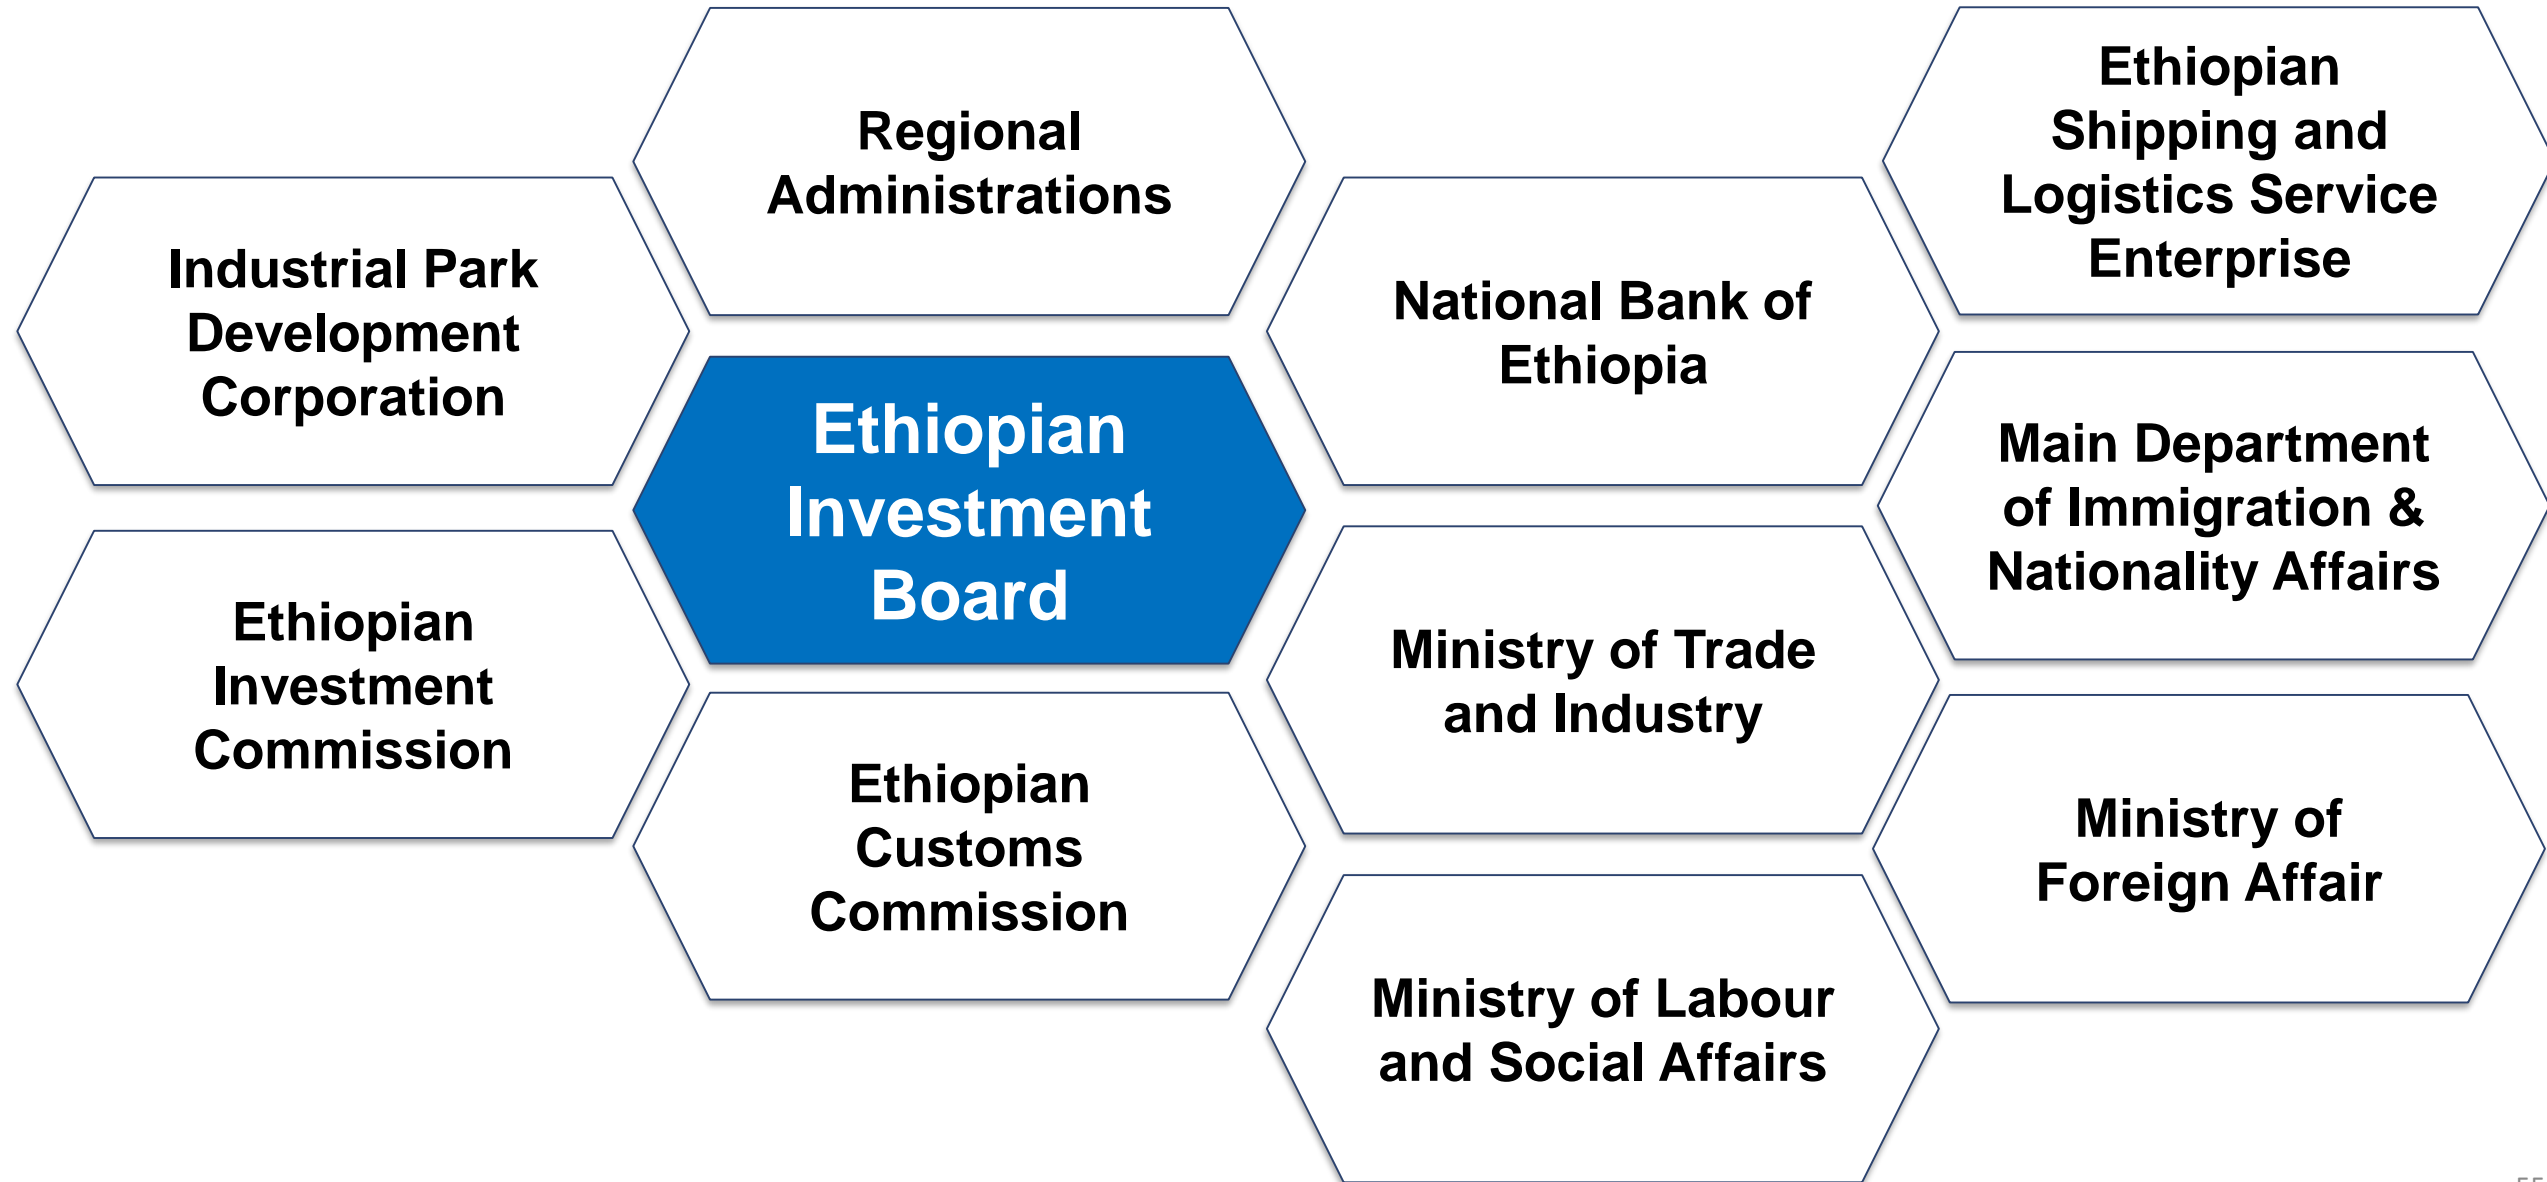 Regional
Administrations
Ethiopian
Shipping and
Logistics Service
Enterprise
Industrial Park
Development
Corporation
National Bank of
Ethiopia
Ethiopian
Investment
Board
Main Department
of Immigration &
Nationality Affairs
Ethiopian
Investment
Commission
Ministry of Trade
and Industry
Ethiopian
Customs
Commission
Ministry of
Foreign Affair
Ministry of Labour
and Social Affairs